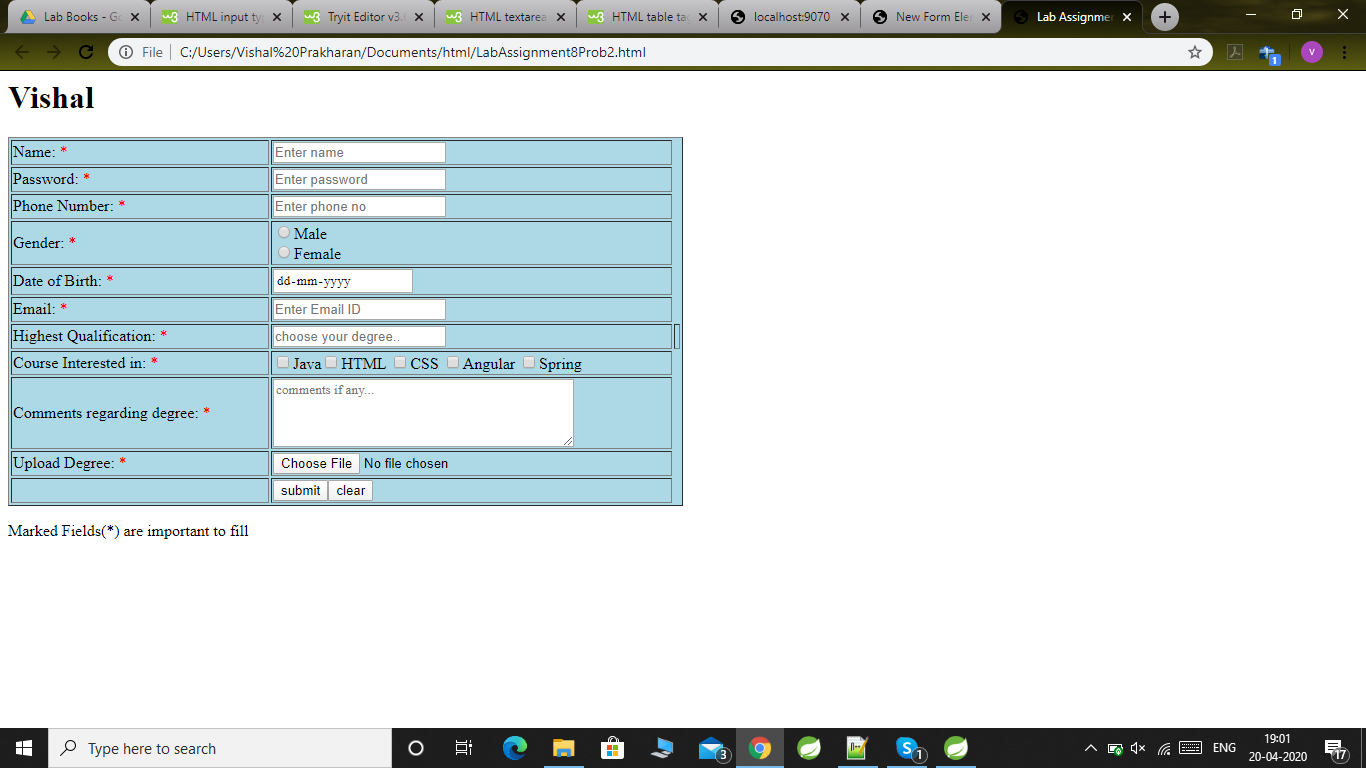 Lab Books - Go
HTML input typ
Tryit Editor v3.
HTML textarea
HTML table tag
localhost:9070
New Form Eler
Lab Assignmen
File
C:/Users/Vishal%20Prakharan/Documents/html/LabAssignment8Prob2.html
V
1
Vishal
Name: * Enter name
Password: * Enter password
Phone Number: * Enter phone no
Gender: * Male
Female
Date of Birth: * dd-mm-yyyy
Email: * Enter Email ID
Highest Qualification: * choose your degree..
Course Interested in: * Java HTML CSS Angular Spring
Comments regarding degree: * comments if any...
Upload Degree: * Choose File No file chosen
submit clear
Marked Fields(*) are important to fill
Type here to search
3
S 1
ENG
19:01
20-04-2020
17